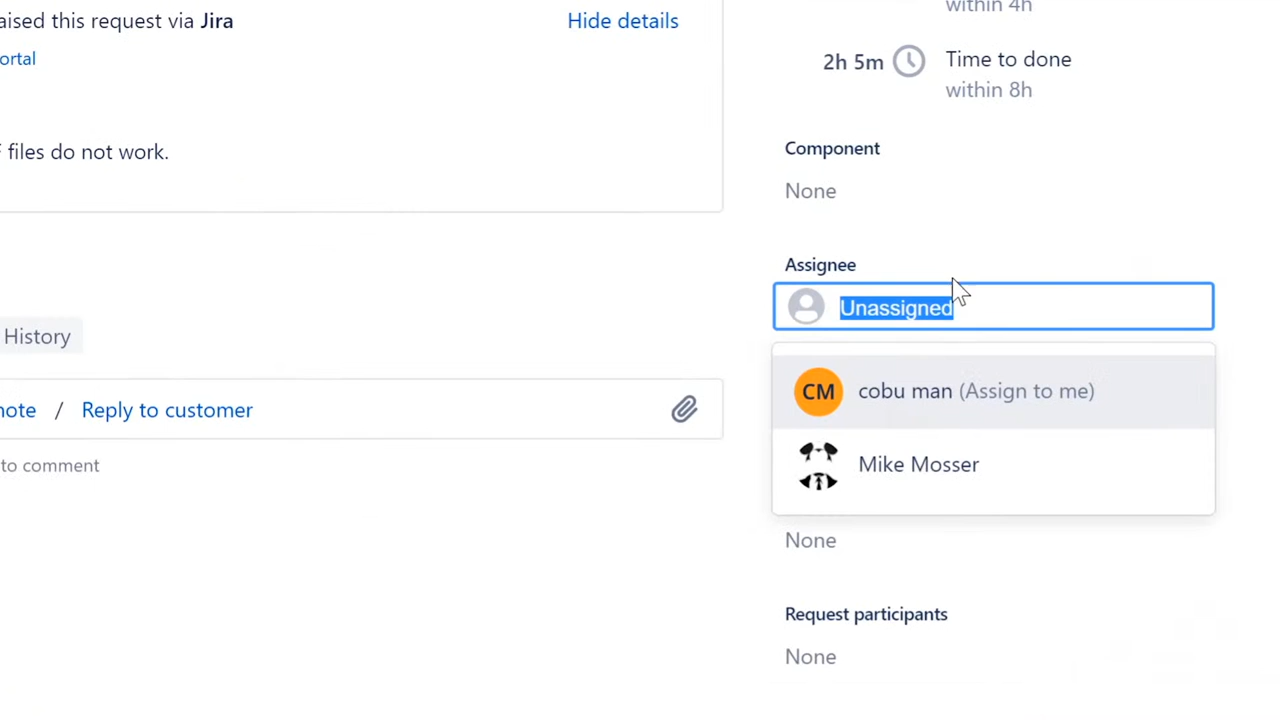 aised this request via Jira
Hide details
ortal
files do not work.
History
note / Reply to customer
to comment
within 4h
2h 5m
Time to done
within 8h
Component
None
Assignee
Unassigned
CM cobu man (Assign to me)
Mike Mosser
None
Request participants
None